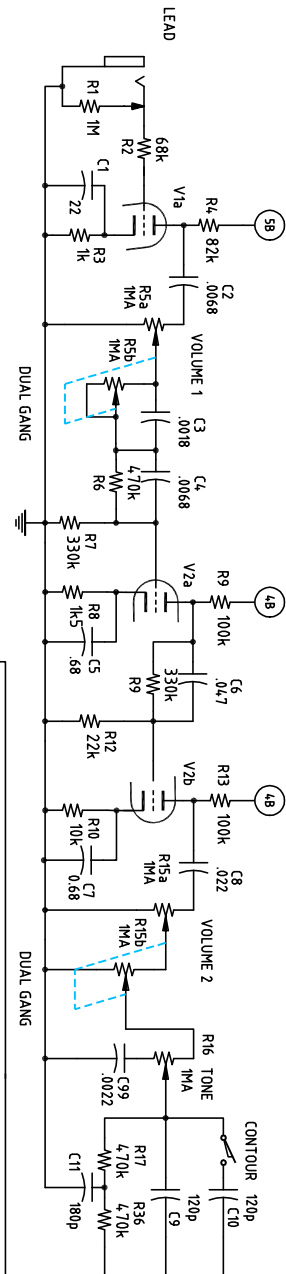 LEAD
R1
1M
68k
R2
C1
22
R3
1k
V1a
5B
R4
82k
C2
.0068
R5a
1MA
VOLUME 1
R5b
1MA
DUAL GANG
C3
.0018
C4
.0068
470k
R6
R7
330k
V2a
4B
R9
100k
R8
1k5
C5
.68
C6
.047
330k
R9
R12
22k
V2b
4B
R13
100k
R10
10k
C7
0.68
C8
.022
R15a
1MA
VOLUME 2
R15b
1MA
DUAL GANG
R16
TONE
1MA
C99
.0022
CONTOUR
120p
C10
120p
C9
R17
470k
R36
470k
C11
180p